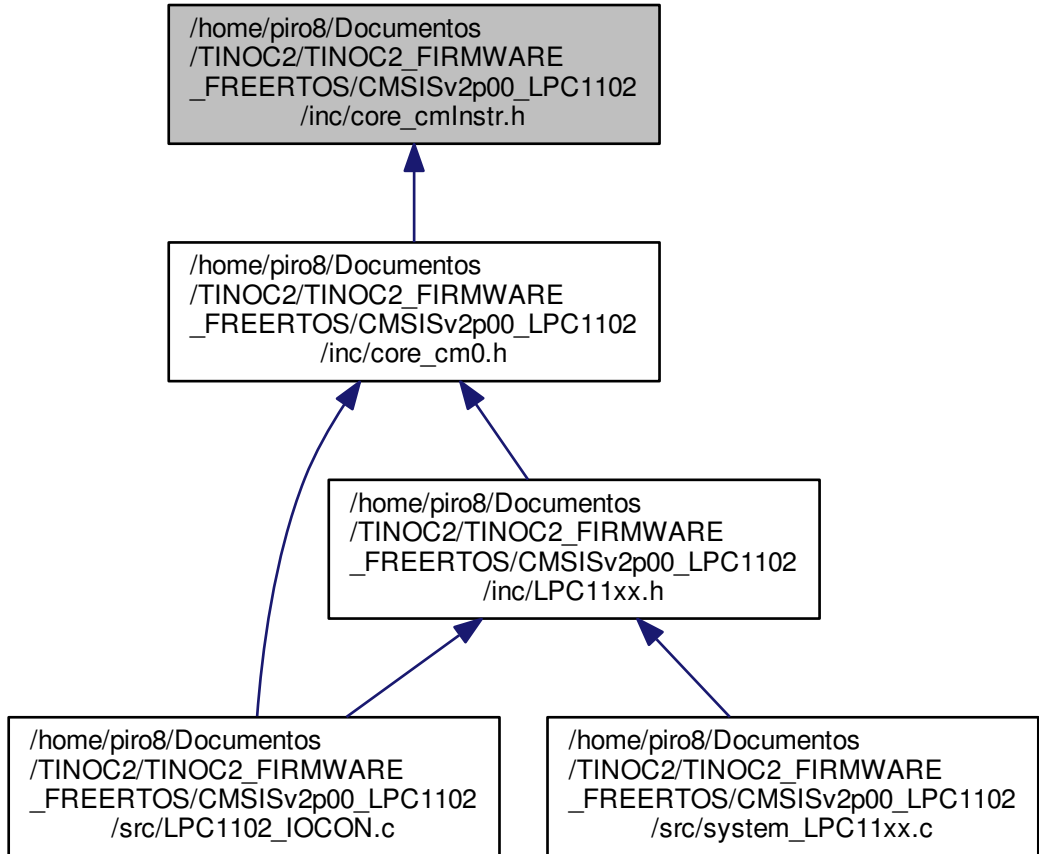 /home/piro8/Documentos
/TINOC2/TINOC2_FIRMWARE
_FREERTOS/CMSISv2p00_LPC1102
/inc/core_cmInstr.h
/home/piro8/Documentos
/TINOC2/TINOC2_FIRMWARE
_FREERTOS/CMSISv2p00_LPC1102
/inc/core_cm0.h
/home/piro8/Documentos
/TINOC2/TINOC2_FIRMWARE
_FREERTOS/CMSISv2p00_LPC1102
/inc/LPC11xx.h
/home/piro8/Documentos
/TINOC2/TINOC2_FIRMWARE
_FREERTOS/CMSISv2p00_LPC1102
/src/LPC1102_IOCON.c
/home/piro8/Documentos
/TINOC2/TINOC2_FIRMWARE
_FREERTOS/CMSISv2p00_LPC1102
/src/system_LPC11xx.c